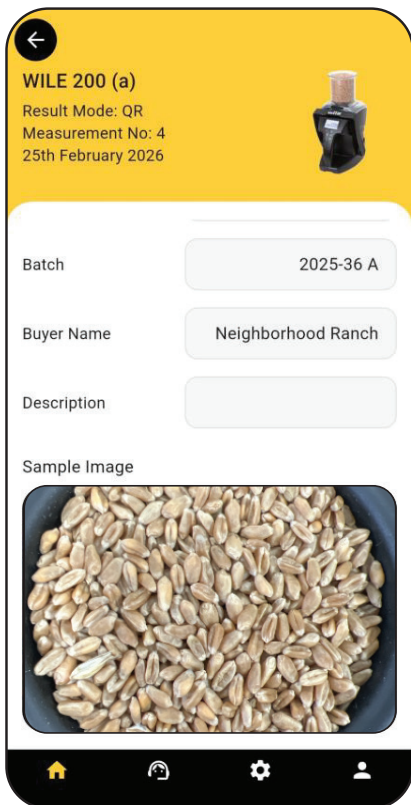 WILE 200 (a)
Result Mode: QR
Measurement No: 4
25th February 2026
Batch
2025-36 A
Buyer Name
Neighborhood Ranch
Description
Sample Image